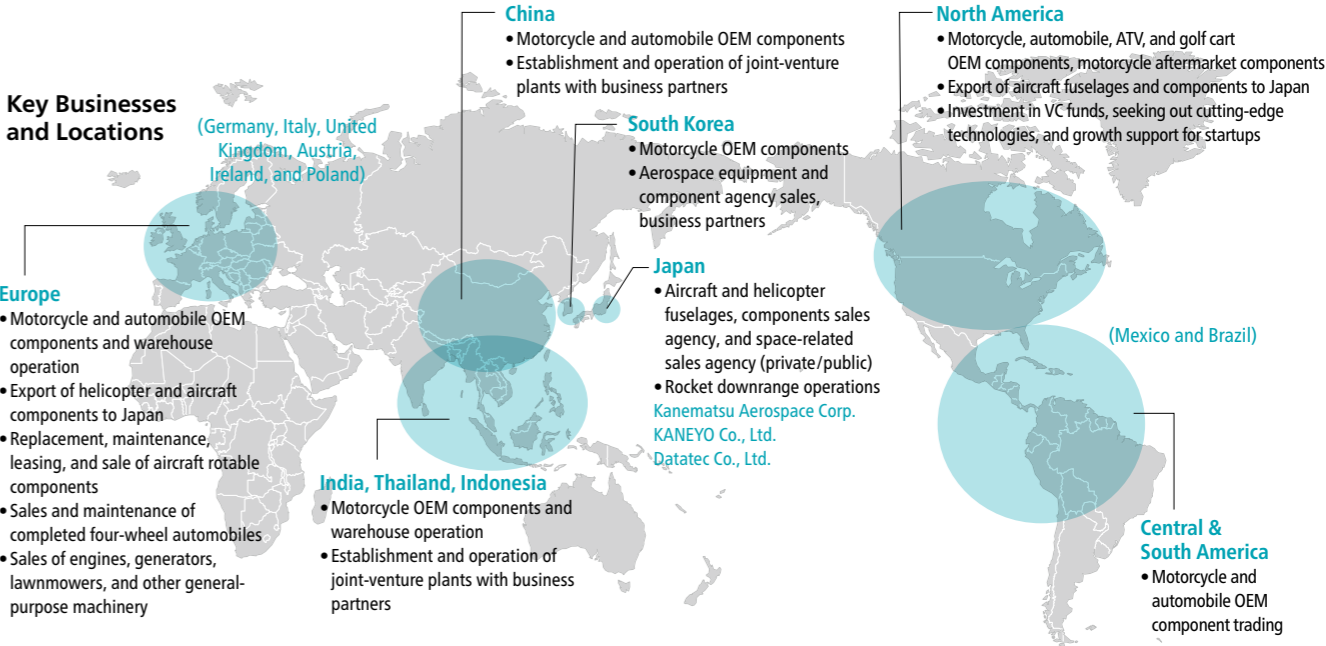 Key Businesses
and Locations
(Germany, Italy, United
Kingdom, Austria,
Ireland, and Poland)
Europe
• Motorcycle and automobile OEM
components and warehouse
operation
• Export of helicopter and aircraft
components to Japan
• Replacement, maintenance,
leasing, and sale of aircraft rotable
components
• Sales and maintenance of
completed four-wheel automobiles
• Sales of engines, generators,
lawnmowers, and other general-
purpose machinery
China
• Motorcycle and automobile OEM components
• Establishment and operation of joint-venture
plants with business partners
South Korea
• Motorcycle OEM components
• Aerospace equipment and
component agency sales,
business partners
Japan
• Aircraft and helicopter
fuselages, components sales
agency, and space-related
sales agency (private/public)
• Rocket downrange operations
Kanematsu Aerospace Corp.
KANEYO Co., Ltd.
Datatec Co., Ltd.
India, Thailand, Indonesia
• Motorcycle OEM components and
warehouse operation
• Establishment and operation of
joint-venture plants with business
partners
North America
• Motorcycle, automobile, ATV, and golf cart
OEM components, motorcycle aftermarket components
• Export of aircraft fuselages and components to Japan
• Investment in VC funds, seeking out cutting-edge
technologies, and growth support for startups
(Mexico and Brazil)
Central &
South America
• Motorcycle and
automobile OEM
component trading